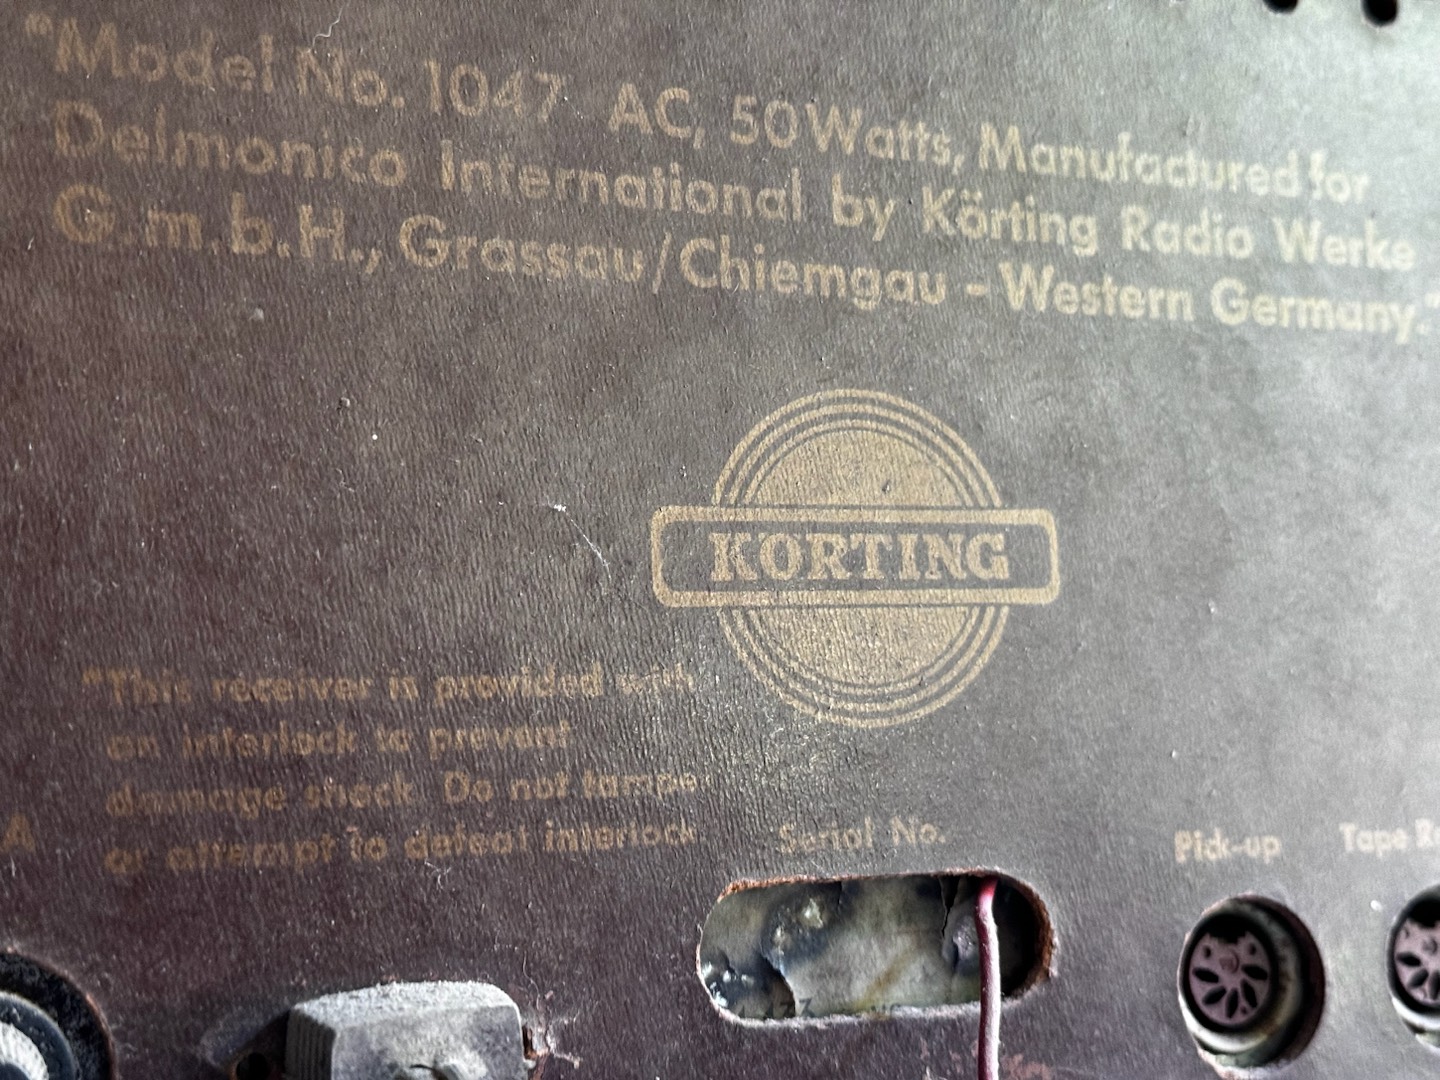 "Model No. 1047 AC, 50 Watts, Manufactured for
Delmonico International by Körting Radio Werke
G.m.b.H., Grassau/Chiemgau - Western Germany."
KORTING
"This receiver is provided with
an interlock to prevent
damage shock. Do not tampe
or attempt to defeat interlock
A
Serial No.
Pick-up
Tape